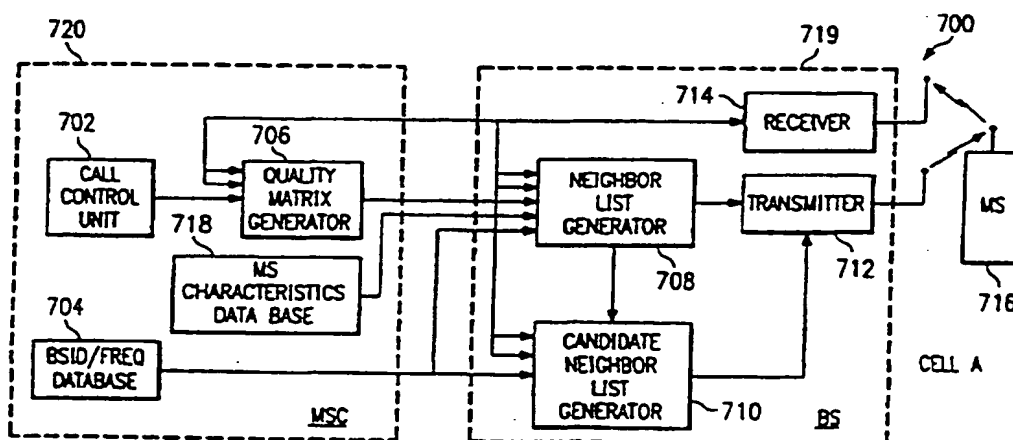 720
719
700
714
RECEIVER
702
706
CALL
CONTROL
UNIT
QUALITY
MATRIX
GENERATOR
NEIGHBOR
LIST
GENERATOR
TRANSMITTER
MS
718
708
712
716
MS
CHARACTERISTICS
DATA BASE
704
BSID/FREQ
DATABASE
CANDIDATE
NEIGHBOR
LIST
GENERATOR
CELL A
710
MSC
BS